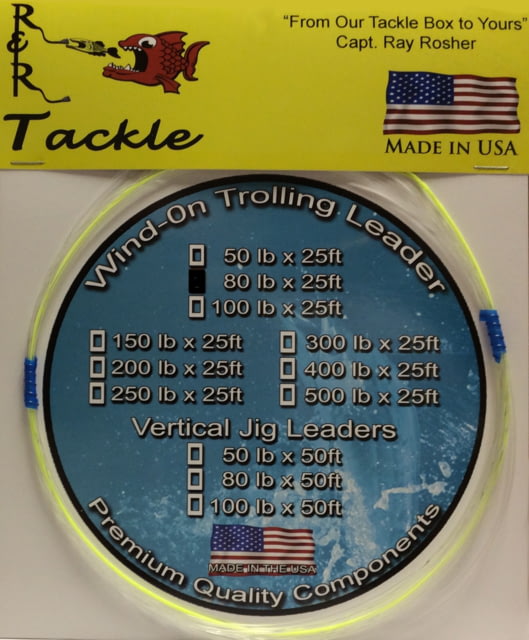 R&R
Tackle
"From Our Tackle Box to Yours"
Capt. Ray Rosher
MADE IN USA
Wind-On Trolling Leader
50 lb x 25ft
80 lb x 25ft
100 lb x 25ft
150 lb x 25ft 300 lb x 25ft
200 lb x 25ft 400 lb x 25ft
250 lb x 25ft 500 lb x 25ft
Vertical Jig Leaders
50 lb x 50ft
80 lb x 50ft
100 lb x 50ft
MADE IN THE USA
Premium Quality Components